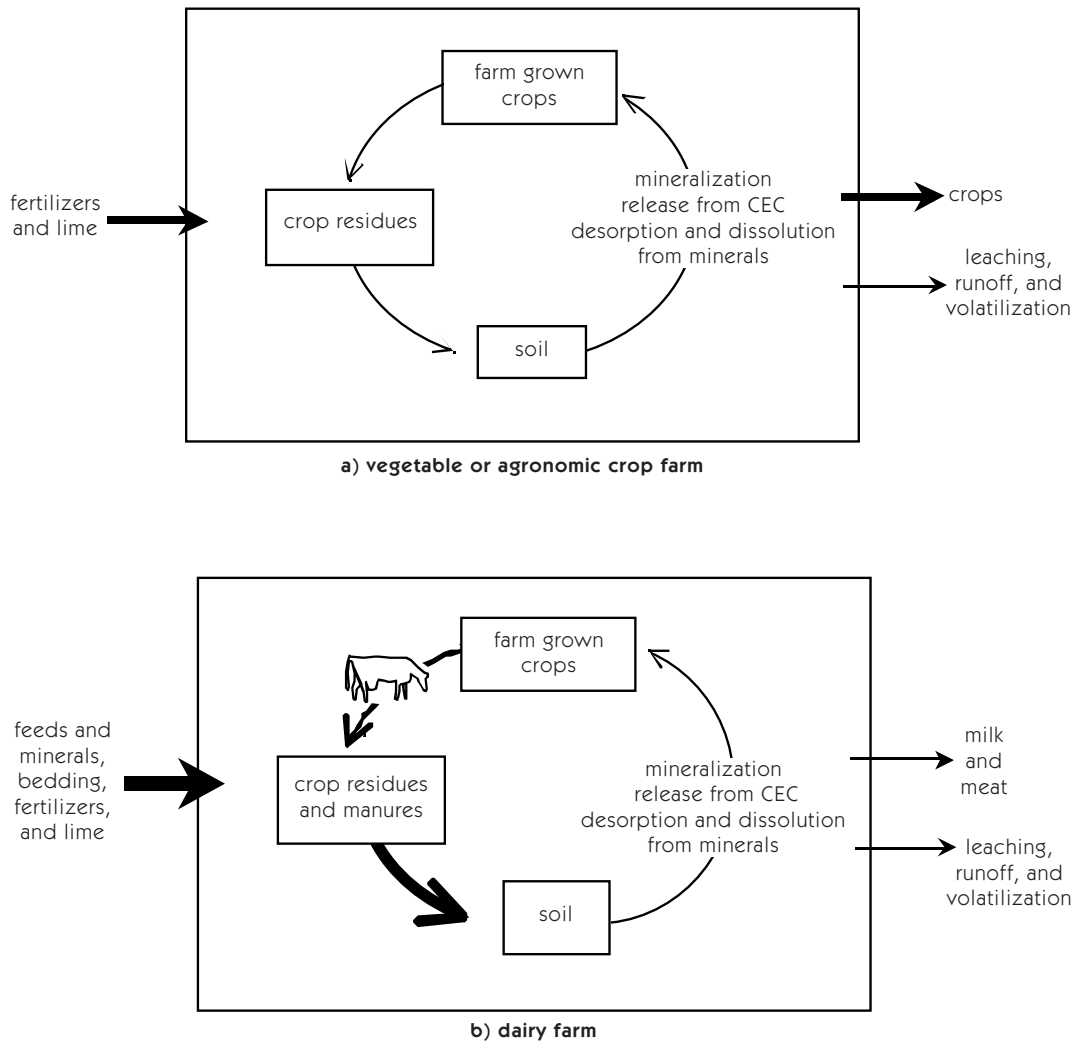 farm grown
crops
fertilizers
and lime
crop residues
mineralization
release from CEC
desorption and dissolution
from minerals
soil
crops
leaching,
runoff, and
volatilization
a) vegetable or agronomic crop farm
farm grown
crops
feeds and
minerals,
bedding,
fertilizers,
and lime
crop residues
and manures
mineralization
release from CEC
desorption and dissolution
from minerals
soil
milk
and
meat
leaching,
runoff, and
volatilization
b) dairy farm